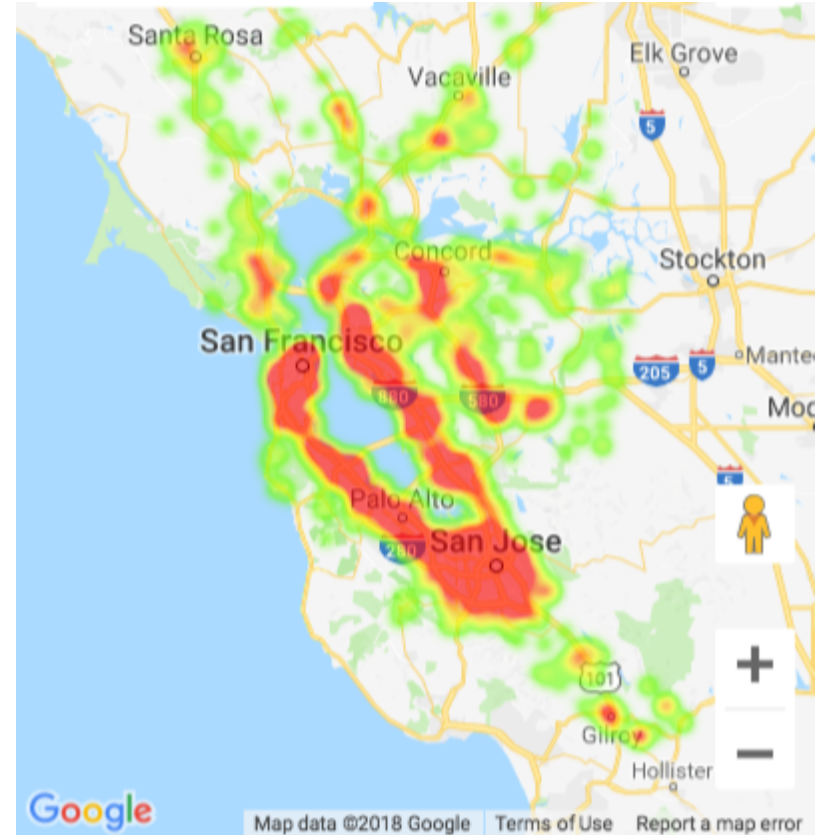 Santa Rosa
Elk Grove
Vacaville
5
Concord
Stockton
San Francisco
205
5
Mantec
880
580
Mod
5
Palo Alto
280
San Jose
101
Gilroy
Hollister
+
−
Google
Map data ©2018 Google
Terms of Use
Report a map error